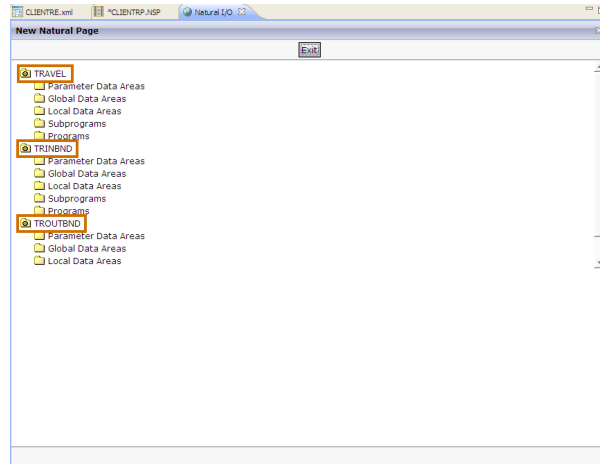 CLIENTRE.xml *CLIENTRP.NSP Natural I/O
New Natural Page
Exit
TRAVEL
Parameter Data Areas
Global Data Areas
Local Data Areas
Subprograms
Programs
TRINBND
Parameter Data Areas
Global Data Areas
Local Data Areas
Subprograms
Programs
TROUTBND
Parameter Data Areas
Global Data Areas
Local Data Areas